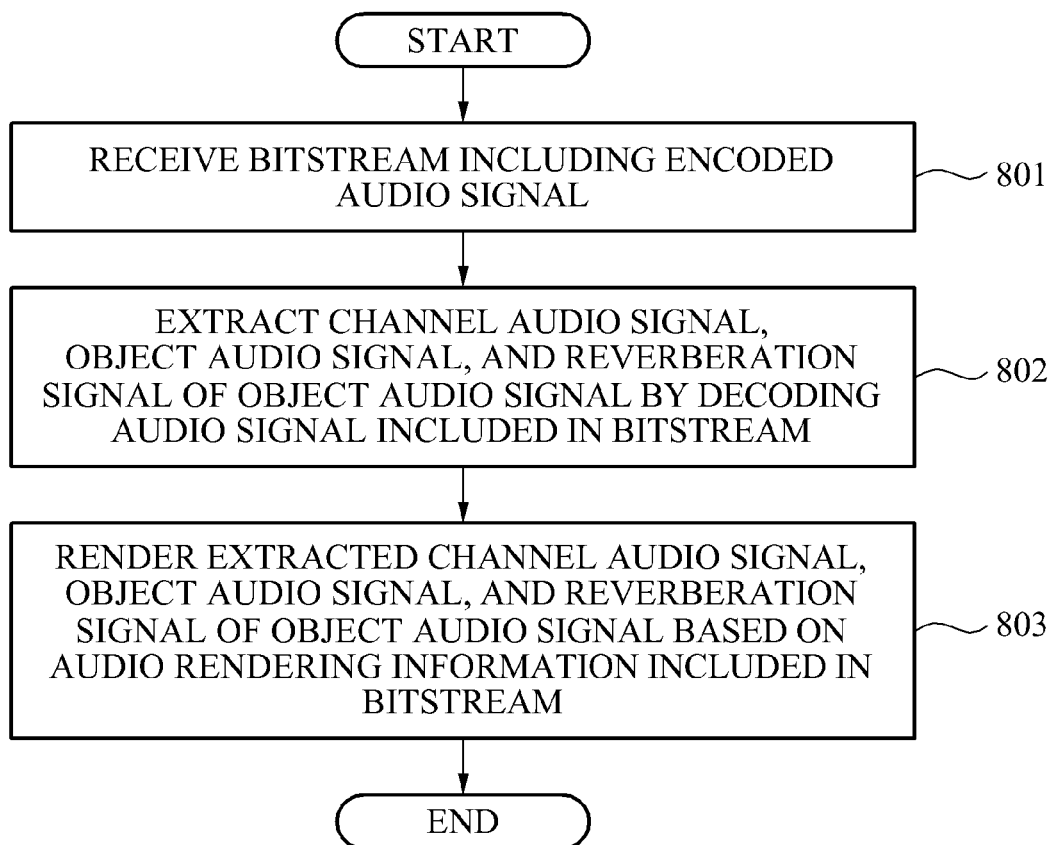 START
RECEIVE BITSTREAM INCLUDING ENCODED
AUDIO SIGNAL
801
EXTRACT CHANNEL AUDIO SIGNAL,
OBJECT AUDIO SIGNAL, AND REVERBERATION
SIGNAL OF OBJECT AUDIO SIGNAL BY DECODING
AUDIO SIGNAL INCLUDED IN BITSTREAM
802
RENDER EXTRACTED CHANNEL AUDIO SIGNAL,
OBJECT AUDIO SIGNAL, AND REVERBERATION
SIGNAL OF OBJECT AUDIO SIGNAL BASED ON
AUDIO RENDERING INFORMATION INCLUDED IN
BITSTREAM
803
END